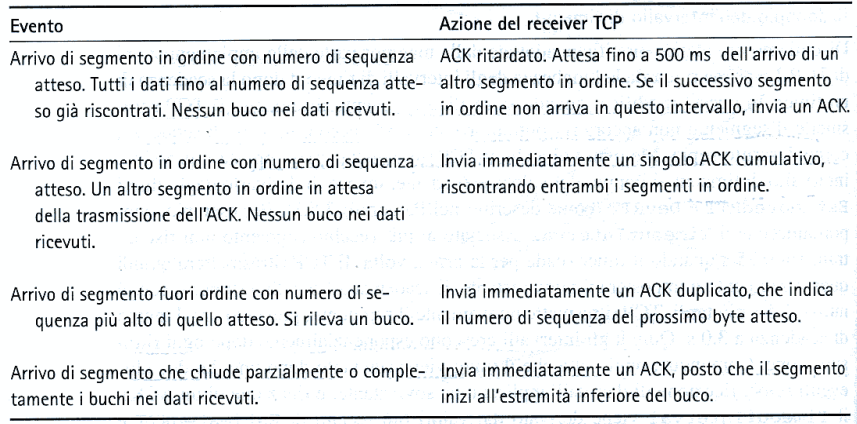 Evento
Azione del receiver TCP
Arrivo di segmento in ordine con numero di sequenza
atteso. Tutti i dati fino al numero di sequenza atte-
so già riscontrati. Nessun buco nei dati ricevuti.
ACK ritardato. Attesa fino a 500 ms dell'arrivo di un
altro segmento in ordine. Se il successivo segmento
in ordine non arriva in questo intervallo, invia un ACK.
Arrivo di segmento in ordine con numero di sequenza
atteso. Un altro segmento in ordine in attesa
della trasmissione dell'ACK. Nessun buco nei dati
ricevuti.
Invia immediatamente un singolo ACK cumulativo,
riscontrando entrambi i segmenti in ordine.
Arrivo di segmento fuori ordine con numero di se-
quenza più alto di quello atteso. Si rileva un buco.
Invia immediatamente un ACK duplicato, che indica
il numero di sequenza del prossimo byte atteso.
Arrivo di segmento che chiude parzialmente o comple-
tamente i buchi nei dati ricevuti.
Invia immediatamente un ACK, posto che il segmento
inizi all'estremità inferiore del buco.